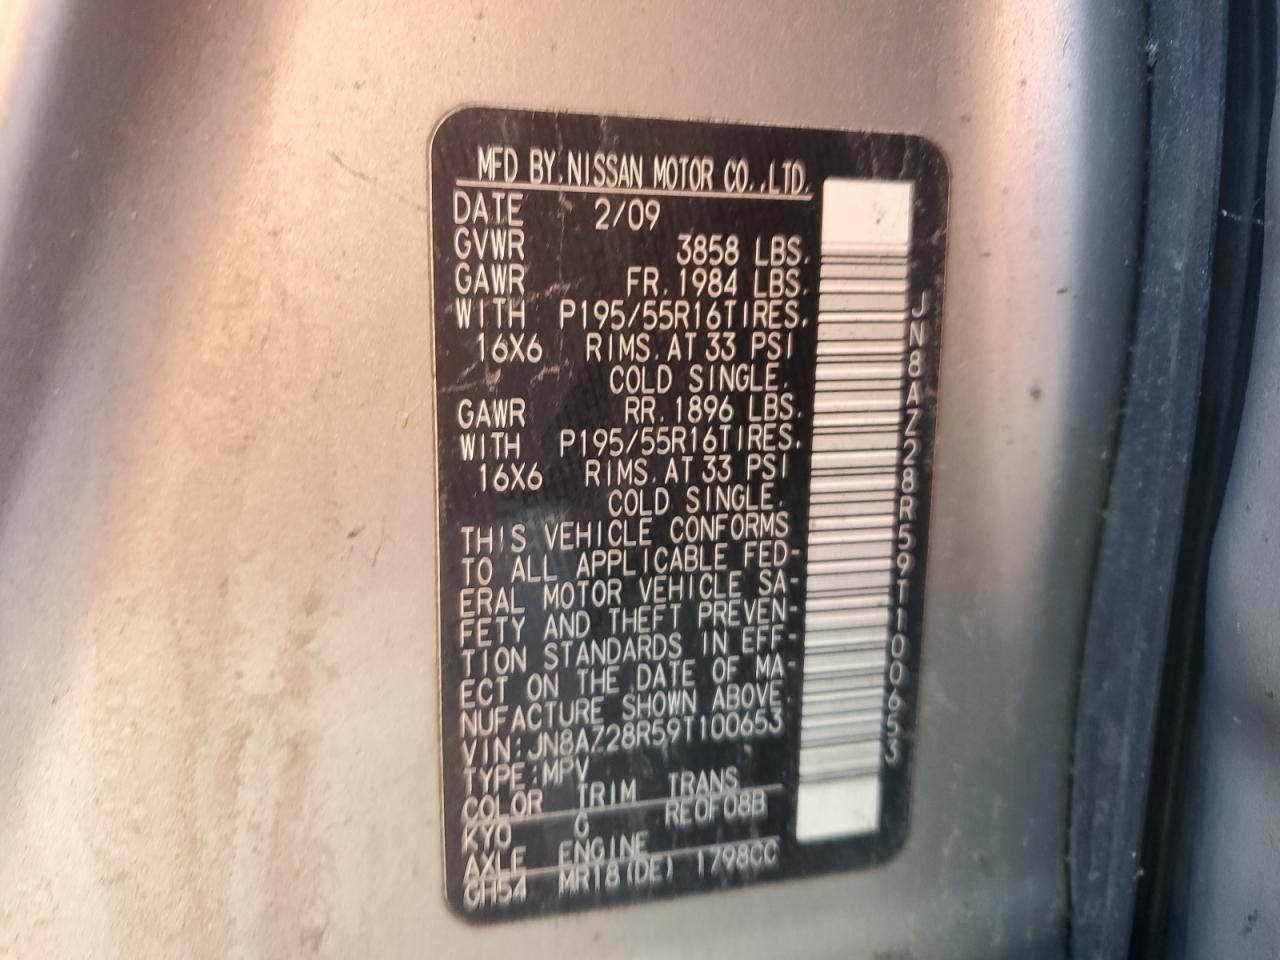 MFD BY.NISSAN MOTOR CO.,LTD.
DATE 2/09
GVWR 3858 LBS.
GAWR FR. 1984 LBS.
WITH P195/55R16TIRES.
16X6 RIMS.AT 33 PSI
COLD SINGLE.
GAWR RR. 1896 LBS.
WITH P195/55R16TIRES.
16X6 RIMS.AT 33 PSI
COLD SINGLE.
THIS VEHICLE CONFORMS
TO ALL APPLICABLE FED-
ERAL MOTOR VEHICLE SA-
FETY AND THEFT PREVEN-
TION STANDARDS IN EFF-
ECT ON THE DATE OF MA-
NUFACTURE SHOWN ABOVE.
VIN:JN8AZ28R59T100653
TYPE:MPV
COLOR TRIM TRANS
KY0 G RE0F08B
AXLE ENGINE
GH54 MR18(DE) 1798CC
JN8AZ28R59T100653